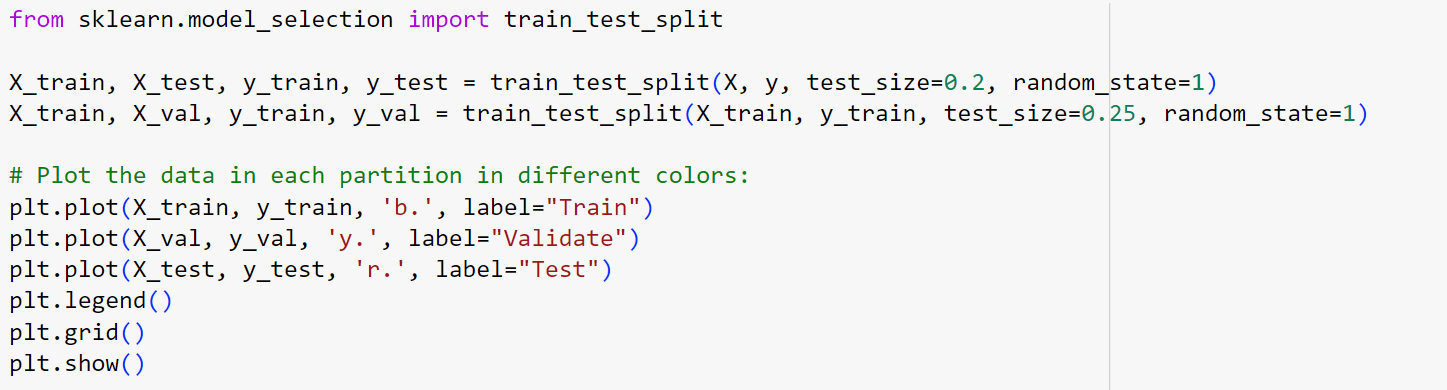 from sklearn.model_selection import train_test_split
X_train, X_test, y_train, y_test = train_test_split(X, y, test_size=0.2, random_state=1)
X_train, X_val, y_train, y_val = train_test_split(X_train, y_train, test_size=0.25, random_state=1)
# Plot the data in each partition in different colors:
plt.plot(X_train, y_train, 'b.', label="Train")
plt.plot(X_val, y_val, 'y.', label="Validate")
plt.plot(X_test, y_test, 'r.', label="Test")
plt.legend()
plt.grid()
plt.show()